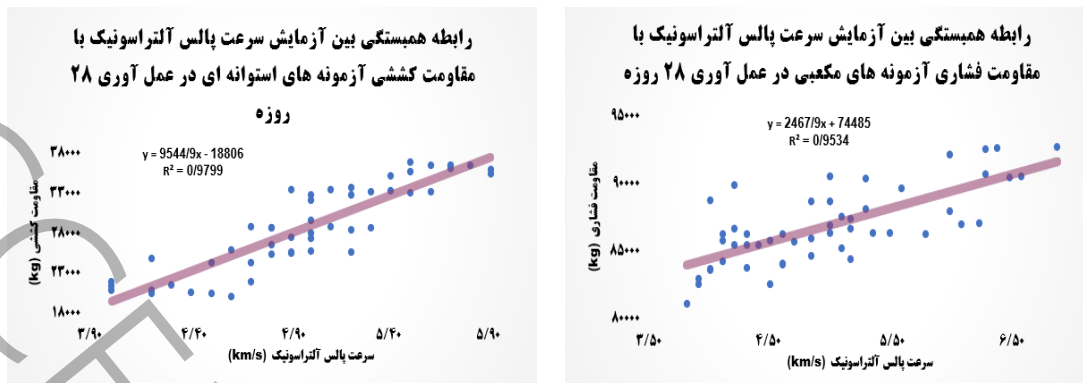 رابطه همبستگی بین آزمایش سرعت پالس آلتراسونیک با
مقاومت فشاری آزمونه های مکعبی در عمل آوری ۲۸ روزه
y = 2467/9x + 74485
R² = 0/9534
مقاومت فشاری (kg)
۹۵۰۰۰
۹۰۰۰۰
۸۵۰۰۰
۸۰۰۰۰
۳/۵۰ ۴/۵۰ ۵/۵۰ ۶/۵۰
سرعت پالس آلتراسونیک (km/s)
رابطه همبستگی بین آزمایش سرعت پالس آلتراسونیک با
مقاومت کششی آزمونه های استوانه ای در عمل آوری ۲۸
روزه
y = 9544/9x - 18806
R² = 0/9799
مقاومت کششی (kg)
۳۸۰۰۰
۳۳۰۰۰
۲۸۰۰۰
۲۳۰۰۰
۱۸۰۰۰
۳/۹۰ ۴/۴۰ ۴/۹۰ ۵/۴۰ ۵/۹۰
سرعت پالس آلتراسونیک (km/s)